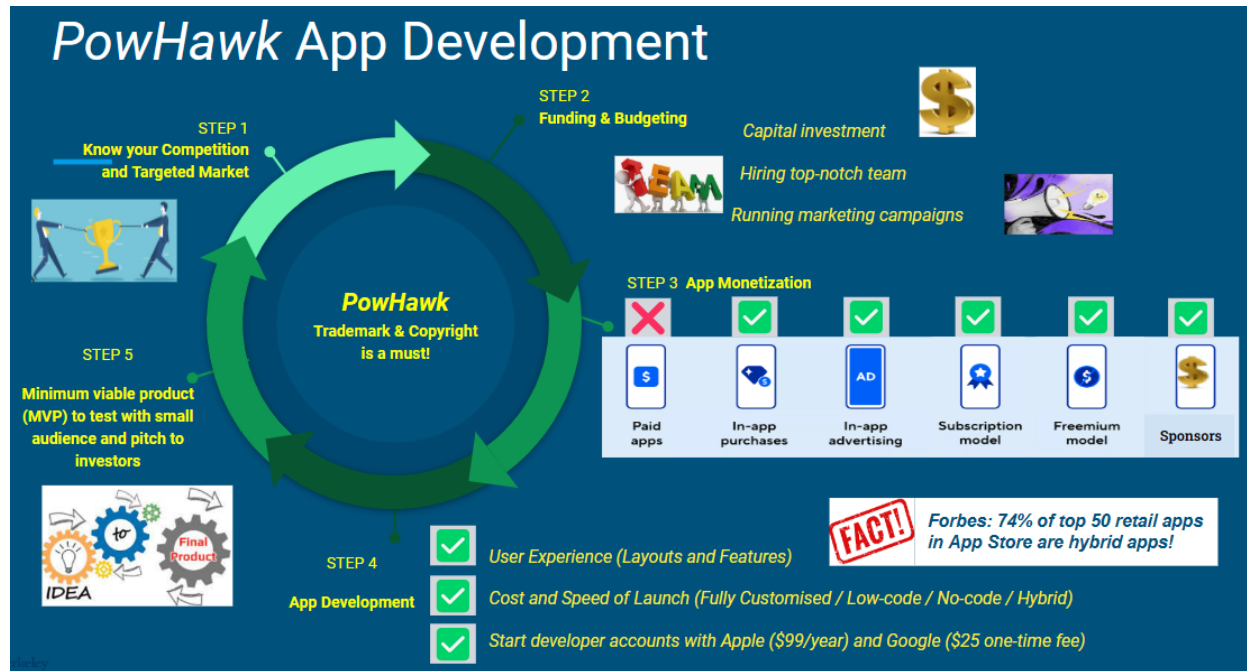 PowHawk App Development
STEP 1
Know your Competition
and Targeted Market
STEP 2
Funding & Budgeting
Capital investment
TEAM
Hiring top-notch team
Running marketing campaigns
STEP 3 App Monetization
$
Paid
apps
In-app
purchases
AD
In-app
advertising
Subscription
model
$
Freemium
model
$
Sponsors
PowHawk
Trademark & Copyright
is a must!
STEP 5
Minimum viable product
(MVP) to test with small
audience and pitch to
investors
IDEA
to
Final
Product
STEP 4
App Development
User Experience (Layouts and Features)
Cost and Speed of Launch (Fully Customised / Low-code / No-code / Hybrid)
Start developer accounts with Apple ($99/year) and Google ($25 one-time fee)
FACT!
Forbes: 74% of top 50 retail apps
in App Store are hybrid apps!